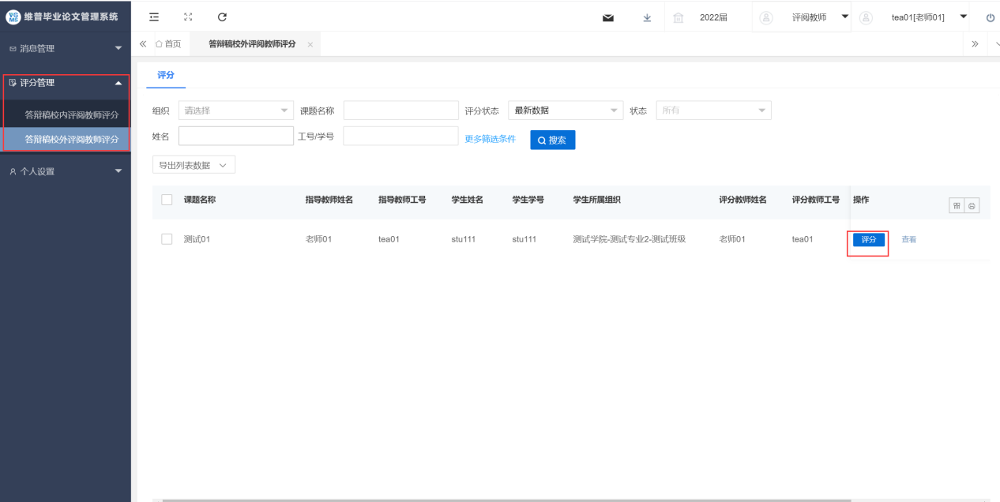 VG MS 维普毕业论文管理系统
2022届 评阅教师 tea01[老师01]
消息管理
评分管理
答辩稿校内评阅教师评分
答辩稿校外评阅教师评分
个人设置
首页 答辩稿校外评阅教师评分 ×
评分
组织 请选择 课题名称 评分状态 最新数据 状态 所有
姓名 工号/学号 更多筛选条件 搜索
导出列表数据
课题名称 指导教师姓名 指导教师工号 学生姓名 学生学号 学生所属组织 评分教师姓名 评分教师工号 操作
测试01 老师01 tea01 stu111 stu111 测试学院-测试专业2-测试班级 老师01 tea01 评分 查看